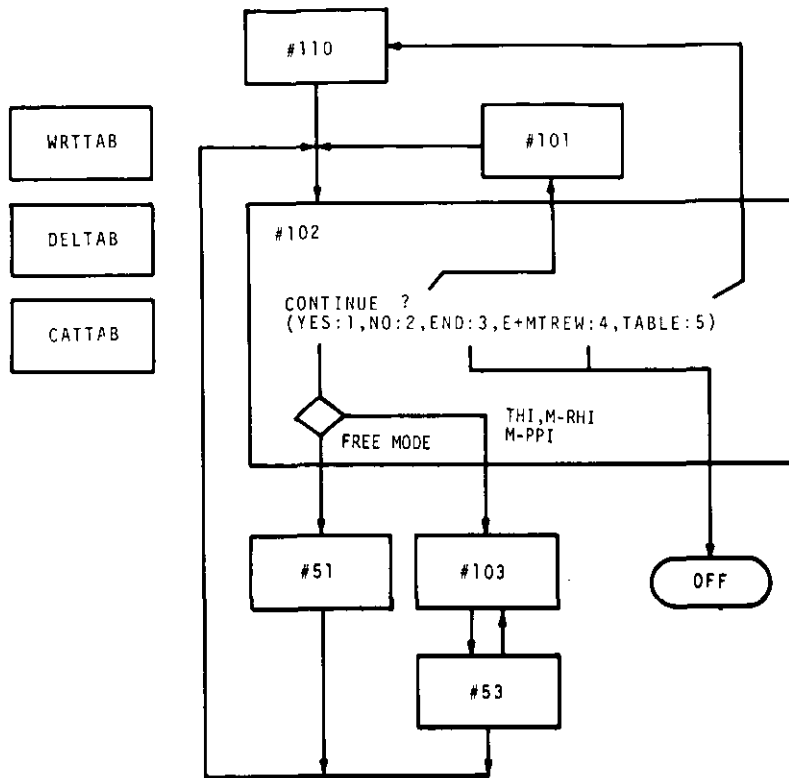 #110
WRTTAB
#101
DELTAB
#102
CATTAB
CONTINUE ?
(YES:1,NO:2,END:3,E+MTREW:4,TABLE:5)
FREE MODE
THI,M-RHI
M-PPI
#51
#103
OFF
#53